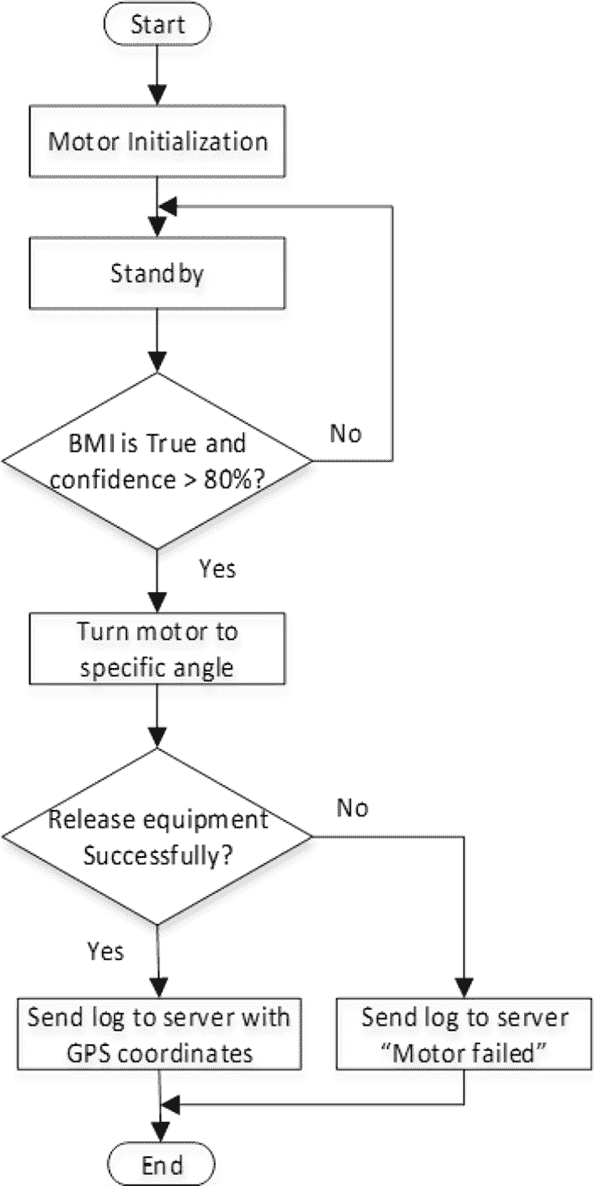 Start
Motor Initialization
Standby
BMI is True and
confidence > 80%?
No
Yes
Turn motor to
specific angle
Release equipment
Successfully?
No
Yes
Send log to server with
GPS coordinates
Send log to server
“Motor failed”
End